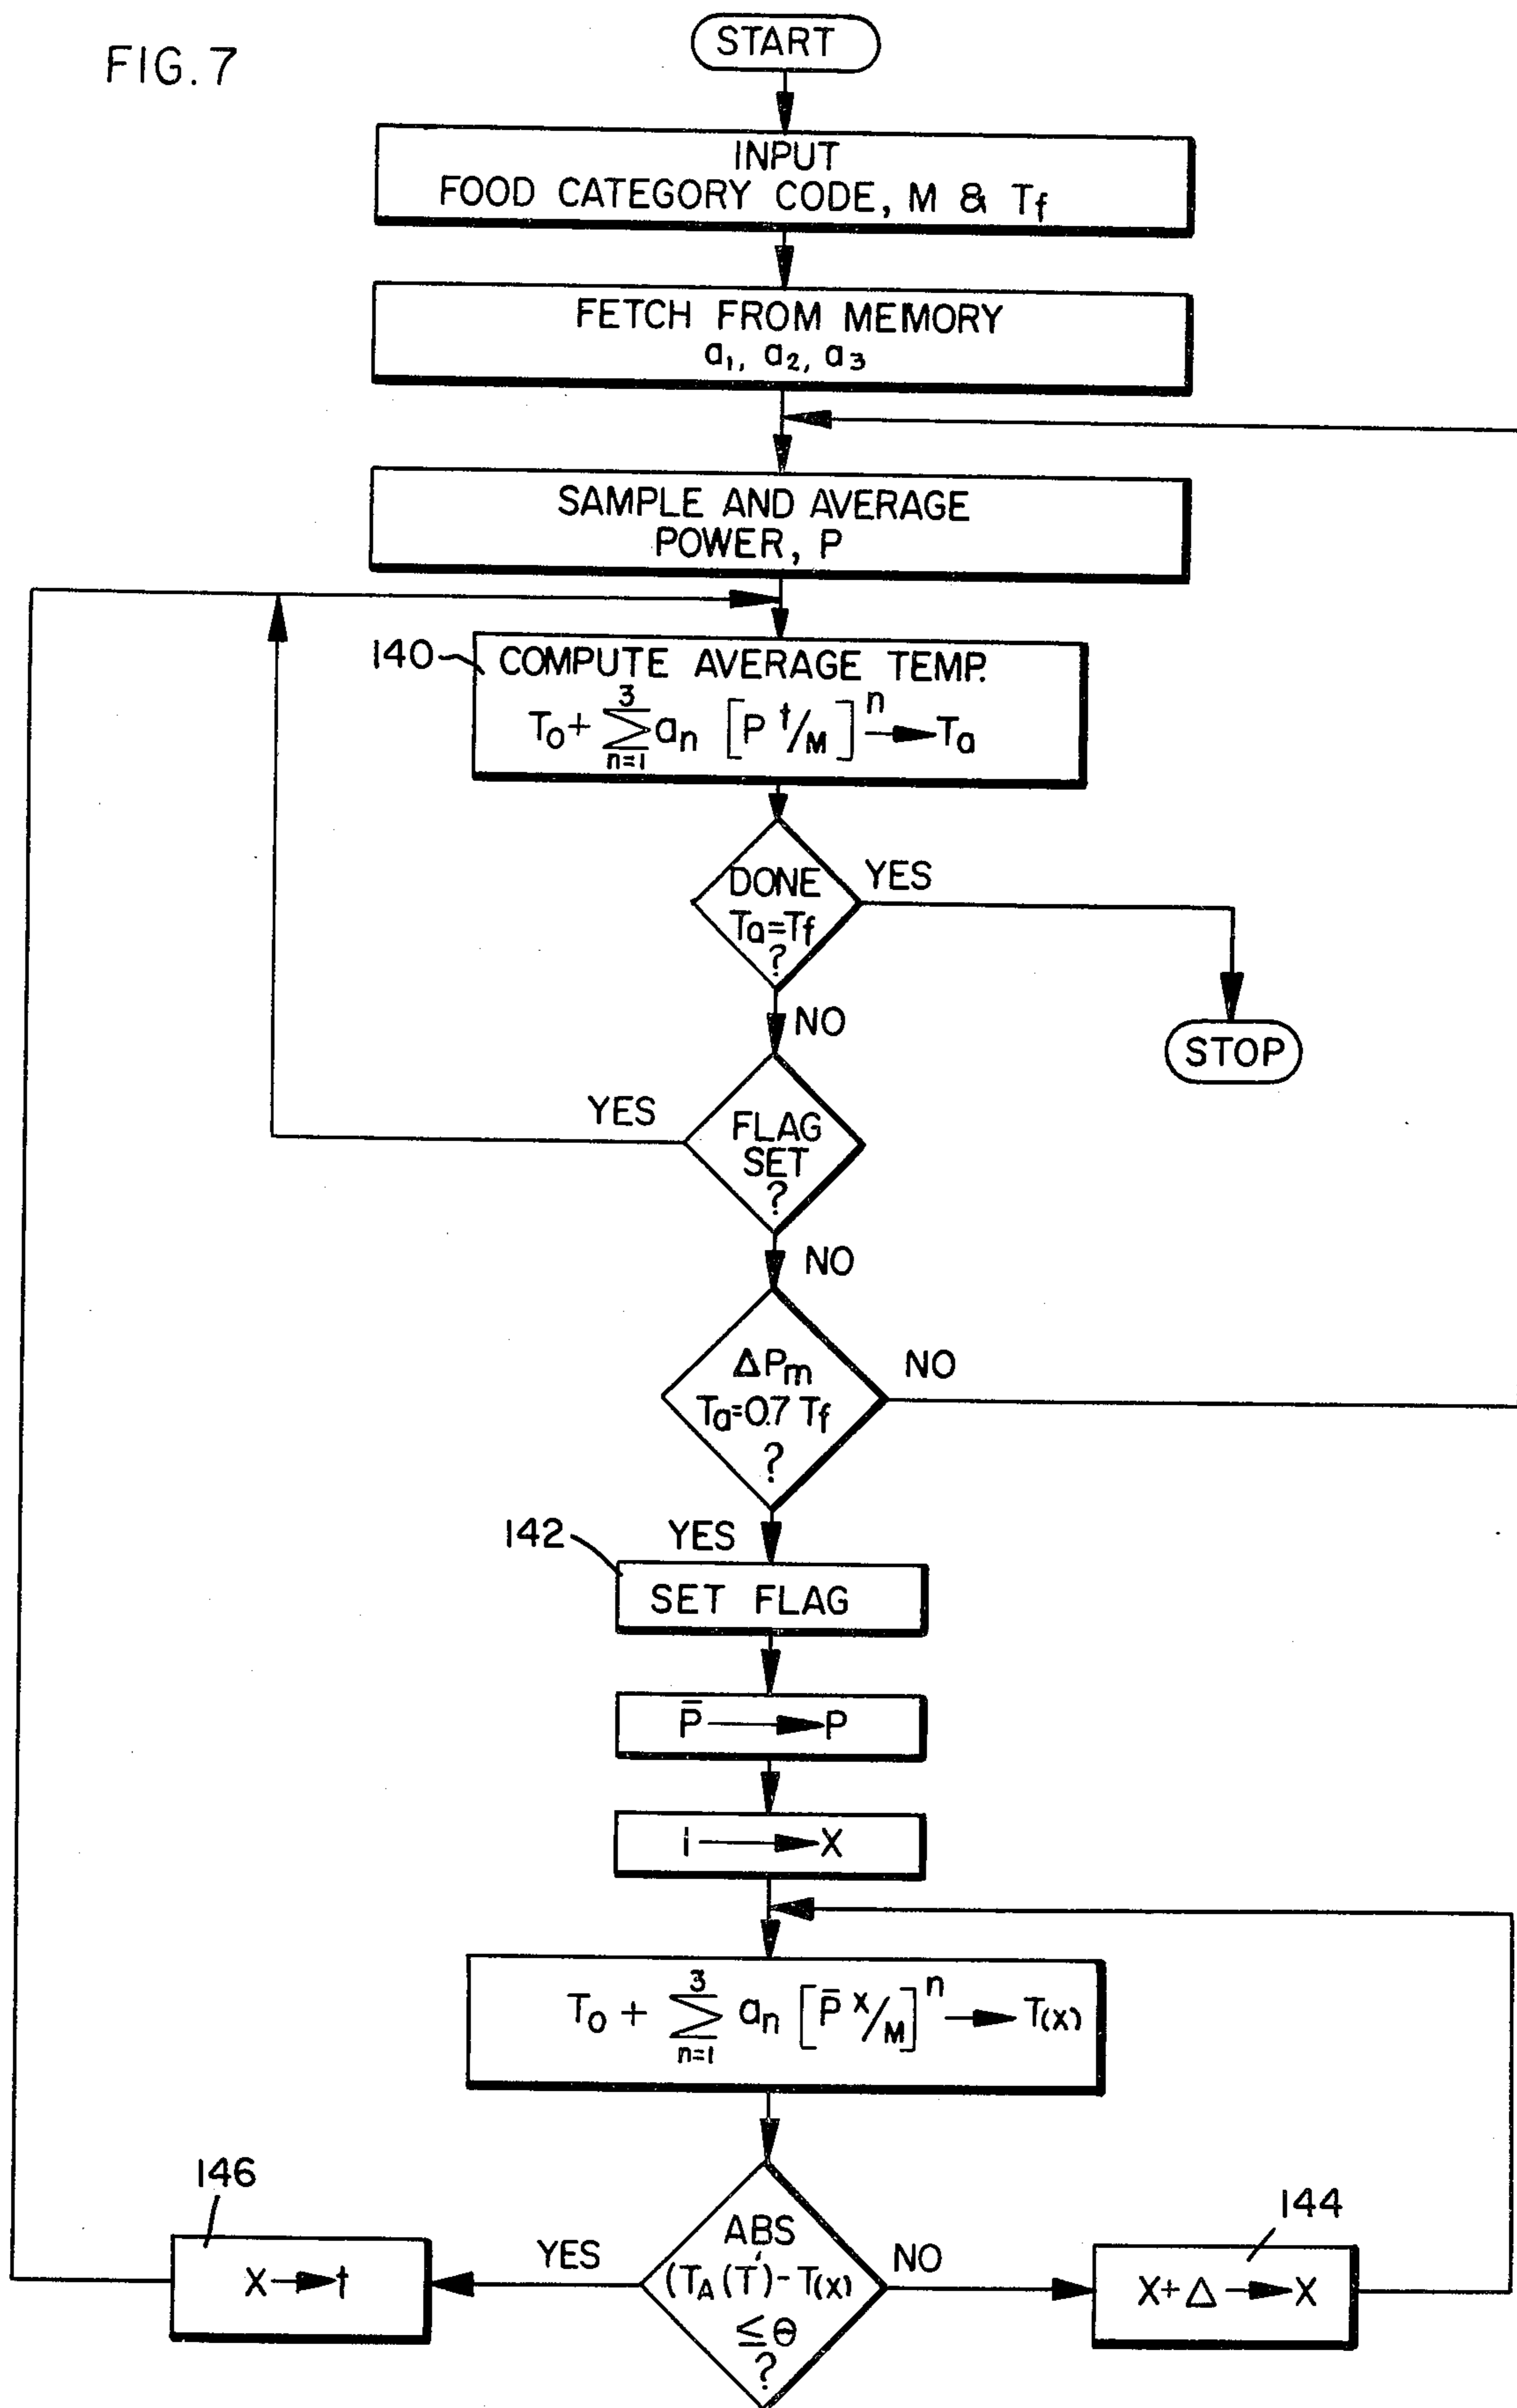 FIG. 7
START
INPUT
FOOD CATEGORY CODE, M & Tf
FETCH FROM MEMORY
a1, a2, a3
SAMPLE AND AVERAGE
POWER, P
140
COMPUTE AVERAGE TEMP.
T0 + 3 ∑ n=1 an [P t/M]^n → Ta
DONE
Ta=Tf
?
YES
NO
STOP
YES
FLAG
SET
?
NO
ΔPm
Ta=0.7 Tf
?
NO
YES
142
SET FLAG
P̄ → P
1 → X
T0 + 3 ∑ n=1 an [P̄ x/M]^n → T(x)
146
X → t
YES
ABS
(TA(T')-T(x)
≤ Θ
?
NO
144
X+Δ → X